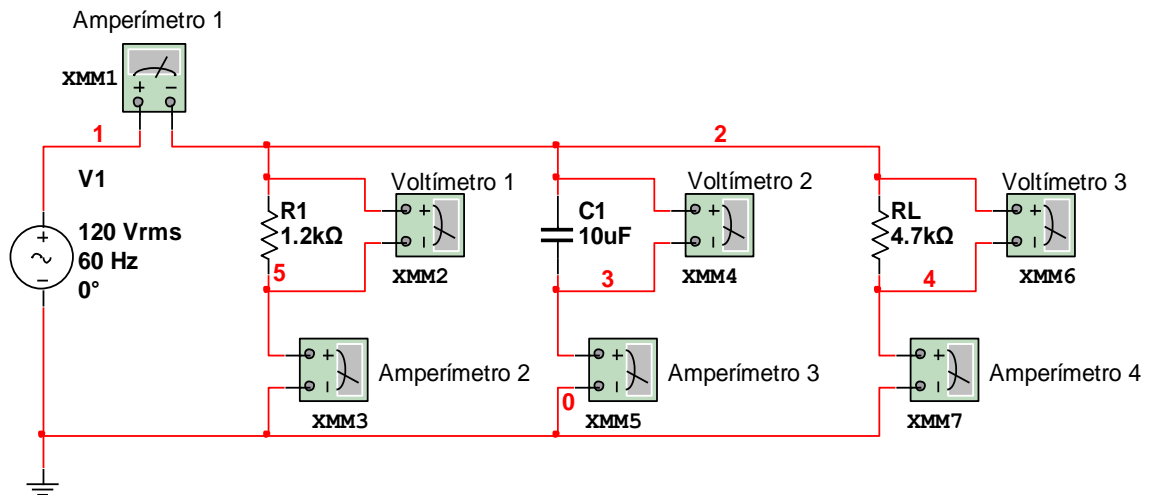 Amperímetro 1
XMM1
+ −
1
2
V1
120 Vrms
60 Hz
0°
+
−
R1
1.2kΩ
5
Voltímetro 1
+
−
XMM2
C1
10uF
3
Voltímetro 2
+
−
XMM4
RL
4.7kΩ
4
Voltímetro 3
+
−
XMM6
+
−
Amperímetro 2
XMM3
+
−
Amperímetro 3
0
XMM5
+
−
Amperímetro 4
XMM7